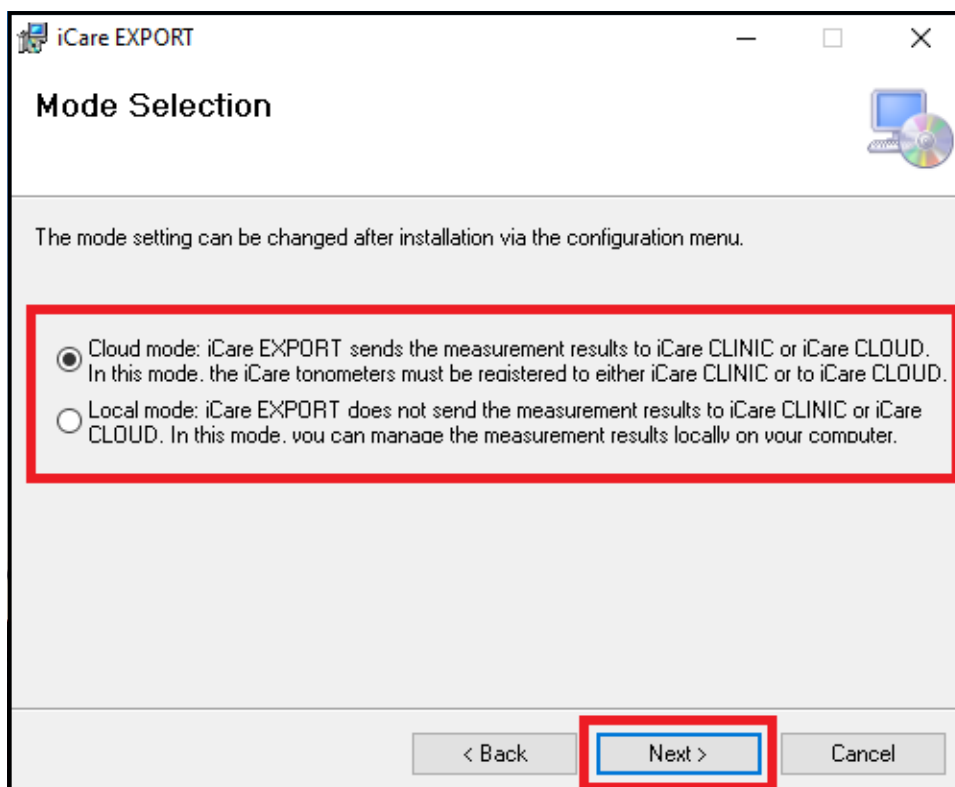 iCare EXPORT
Mode Selection
The mode setting can be changed after installation via the configuration menu.
Cloud mode: iCare EXPORT sends the measurement results to iCare CLINIC or iCare CLOUD.
In this mode, the iCare tonometers must be registered to either iCare CLINIC or to iCare CLOUD.
Local mode: iCare EXPORT does not send the measurement results to iCare CLINIC or iCare
CLOUD. In this mode, you can manage the measurement results locally on your computer.
< Back
Next >
Cancel